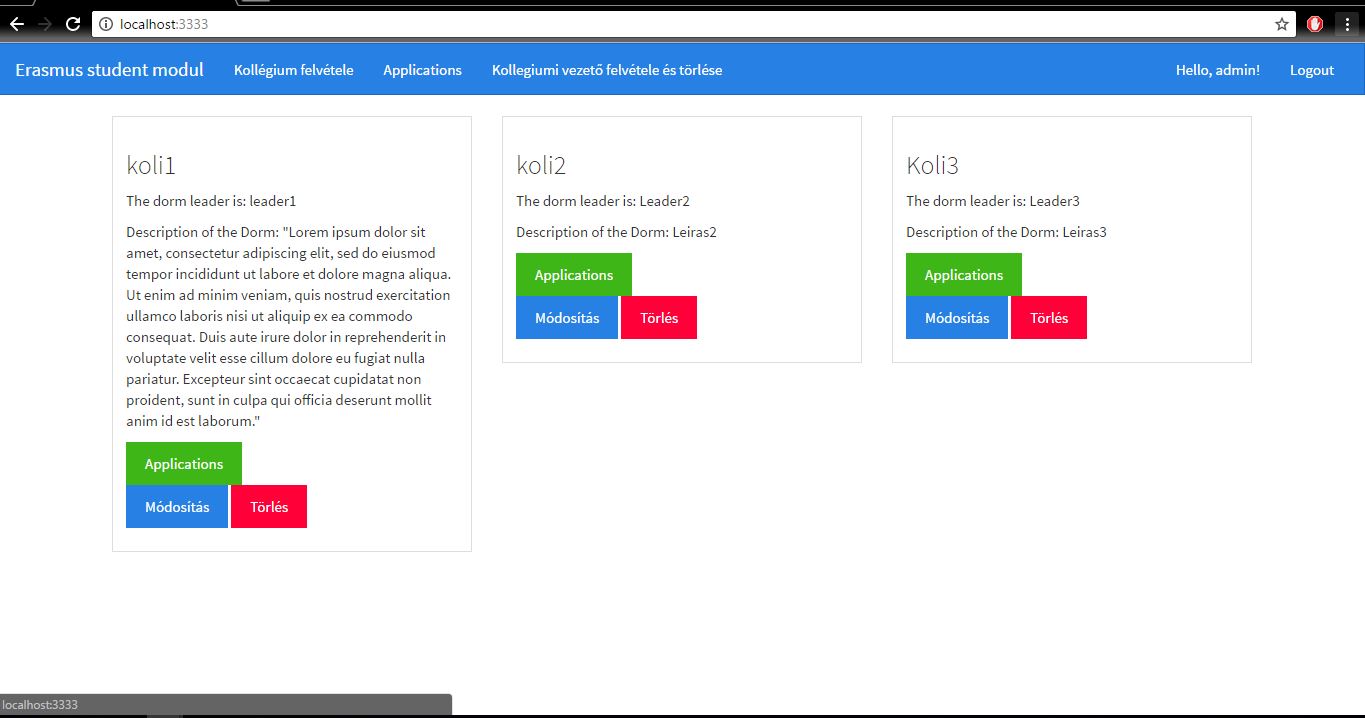 localhost:3333
Erasmus student modul Kollégium felvétele Applications Kollegiumi vezető felvétele és törlése Hello, admin! Logout
koli1
The dorm leader is: leader1
Description of the Dorm: "Lorem ipsum dolor sit
amet, consectetur adipiscing elit, sed do eiusmod
tempor incididunt ut labore et dolore magna aliqua.
Ut enim ad minim veniam, quis nostrud exercitation
ullamco laboris nisi ut aliquip ex ea commodo
consequat. Duis aute irure dolor in reprehenderit in
voluptate velit esse cillum dolore eu fugiat nulla
pariatur. Excepteur sint occaecat cupidatat non
proident, sunt in culpa qui officia deserunt mollit
anim id est laborum."
Applications
Módosítás Törlés
koli2
The dorm leader is: Leader2
Description of the Dorm: Leiras2
Applications
Módosítás Törlés
Koli3
The dorm leader is: Leader3
Description of the Dorm: Leiras3
Applications
Módosítás Törlés
localhost:3333